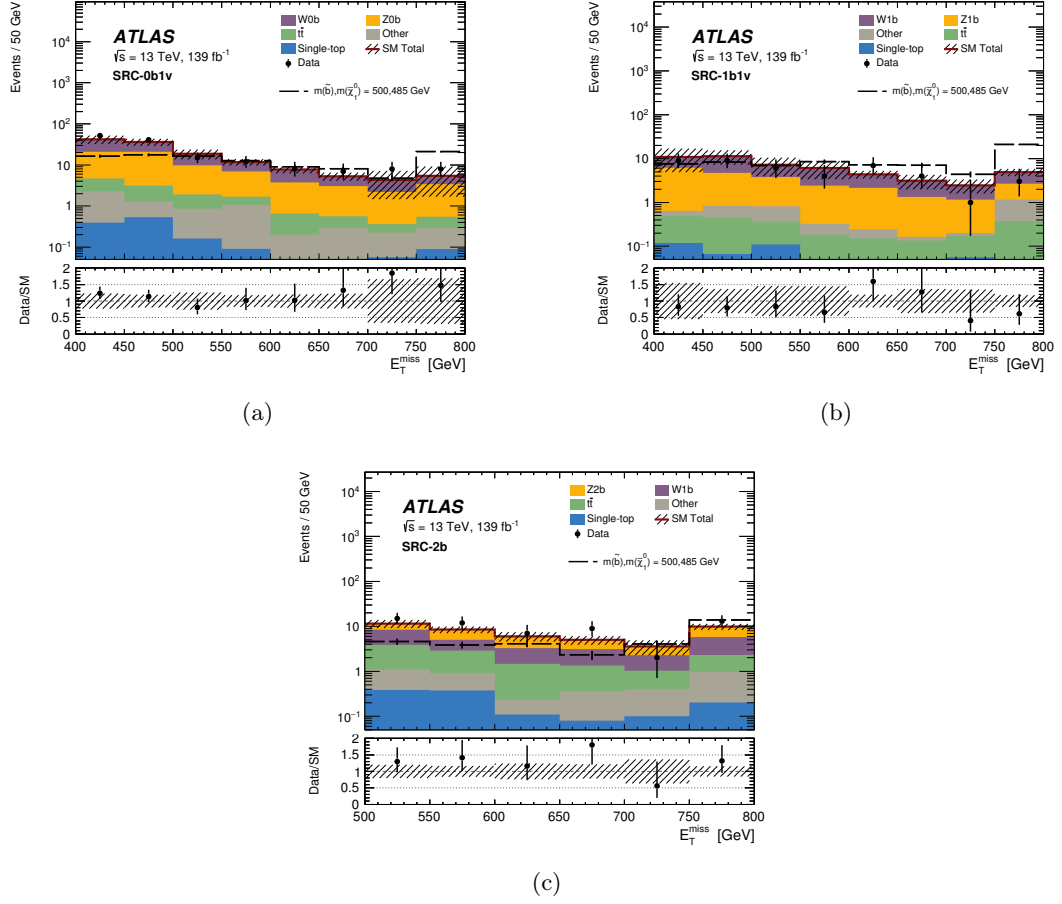 Events / 50 GeV
10⁴
10³
10²
10
1
10⁻¹
ATLAS
√s = 13 TeV, 139 fb⁻¹
SRC-0b1v
W0b Z0b
tt̄ Other
Single-top SM Total
Data
m(b̃),m(χ̃⁰₁) = 500,485 GeV
Data/SM
2
1.5
1
0.5
0
400 450 500 550 600 650 700 750 800
E_T^miss [GeV]
(a)
Events / 50 GeV
10³
10²
10
1
10⁻¹
ATLAS
√s = 13 TeV, 139 fb⁻¹
SRC-1b1v
W1b Z1b
Other tt̄
Single-top SM Total
Data
m(b̃),m(χ̃⁰₁) = 500,485 GeV
Data/SM
2
1.5
1
0.5
0
400 450 500 550 600 650 700 750 800
E_T^miss [GeV]
(b)
Events / 50 GeV
10⁴
10³
10²
10
1
10⁻¹
ATLAS
√s = 13 TeV, 139 fb⁻¹
SRC-2b
Z2b W1b
tt̄ Other
Single-top SM Total
Data
m(b̃),m(χ̃⁰₁) = 500,485 GeV
Data/SM
2
1.5
1
0.5
0
500 550 600 650 700 750 800
E_T^miss [GeV]
(c)